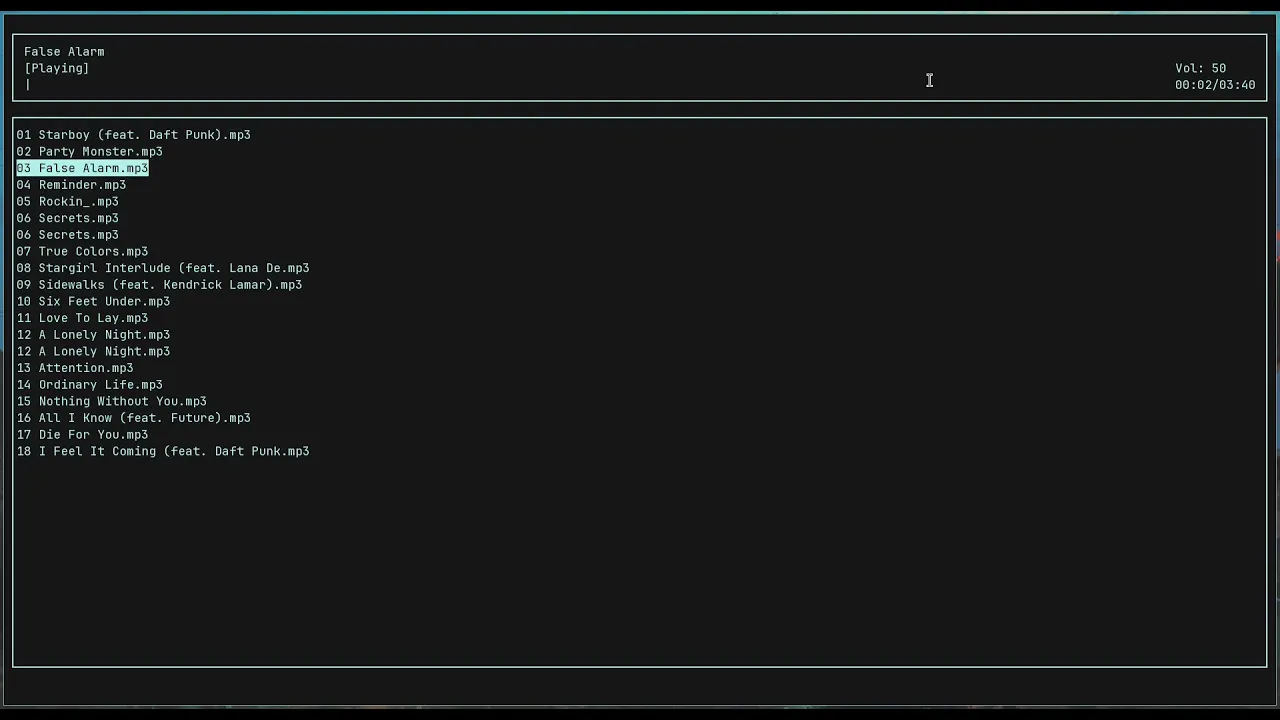 False Alarm
[Playing]
Vol: 50
|
00:02/03:40
01 Starboy (feat. Daft Punk).mp3
02 Party Monster.mp3
03 False Alarm.mp3
04 Reminder.mp3
05 Rockin_.mp3
06 Secrets.mp3
06 Secrets.mp3
07 True Colors.mp3
08 Stargirl Interlude (feat. Lana De.mp3
09 Sidewalks (feat. Kendrick Lamar).mp3
10 Six Feet Under.mp3
11 Love To Lay.mp3
12 A Lonely Night.mp3
12 A Lonely Night.mp3
13 Attention.mp3
14 Ordinary Life.mp3
15 Nothing Without You.mp3
16 All I Know (feat. Future).mp3
17 Die For You.mp3
18 I Feel It Coming (feat. Daft Punk.mp3